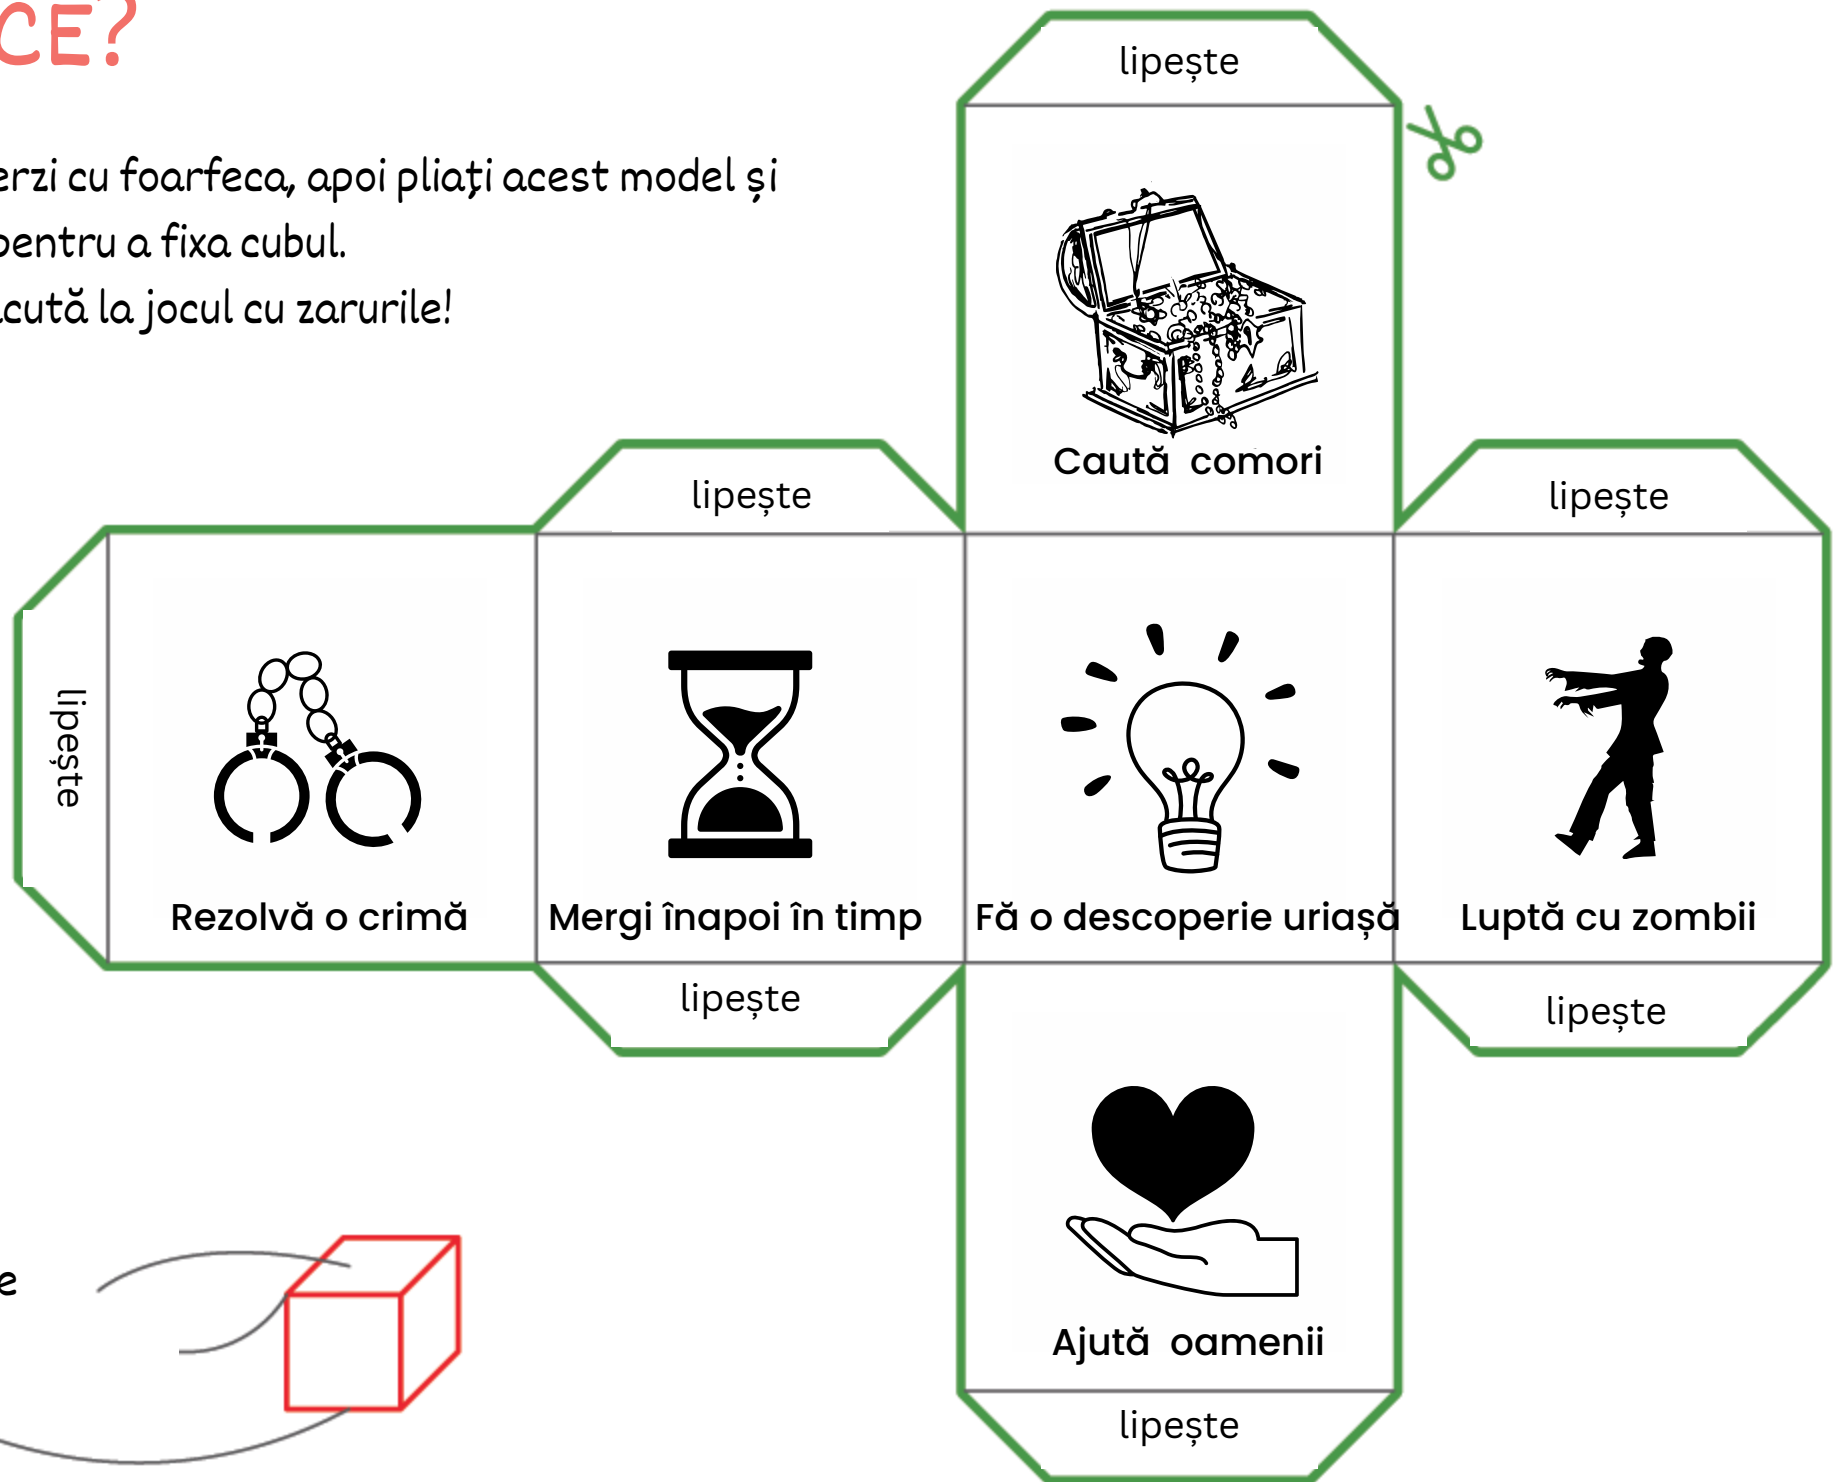 CE?
erzi cu foarfeca, apoi pliați acest model și
pentru a fixa cubul.
cută la jocul cu zarurile!
lipește
Caută comori
lipește
lipește
lipește
Rezolvă o crimă
Mergi înapoi în timp
Fă o descoperie uriașă
Luptă cu zombii
lipește
lipește
Ajută oamenii
lipește
e